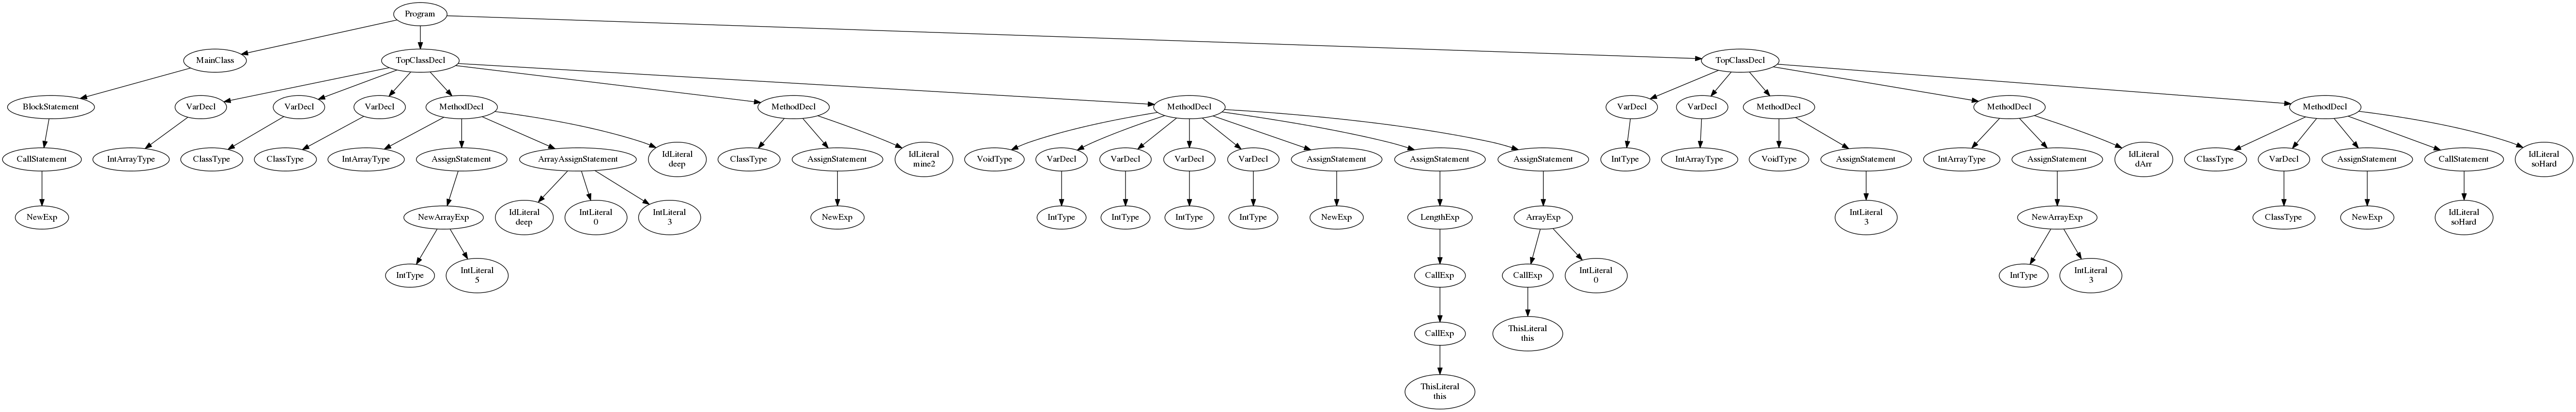 Program
MainClass
TopClassDecl
TopClassDecl
BlockStatement
VarDecl
VarDecl
VarDecl
MethodDecl
MethodDecl
MethodDecl
VarDecl
VarDecl
MethodDecl
MethodDecl
MethodDecl
CallStatement
IntArrayType
ClassType
ClassType
IntArrayType
AssignStatement
ArrayAssignStatement
IdLiteral
deep
ClassType
AssignStatement
IdLiteral
mine2
VoidType
VarDecl
VarDecl
VarDecl
VarDecl
AssignStatement
AssignStatement
AssignStatement
IntType
IntArrayType
VoidType
AssignStatement
IntArrayType
AssignStatement
IdLiteral
dArr
ClassType
VarDecl
AssignStatement
CallStatement
IdLiteral
soHard
NewExp
NewArrayExp
IdLiteral
deep
IntLiteral
0
IntLiteral
3
NewExp
IntType
IntType
IntType
IntType
NewExp
LengthExp
ArrayExp
IntLiteral
3
NewArrayExp
ClassType
NewExp
IdLiteral
soHard
IntType
IntLiteral
5
CallExp
CallExp
IntLiteral
0
IntType
IntLiteral
3
CallExp
ThisLiteral
this
ThisLiteral
this